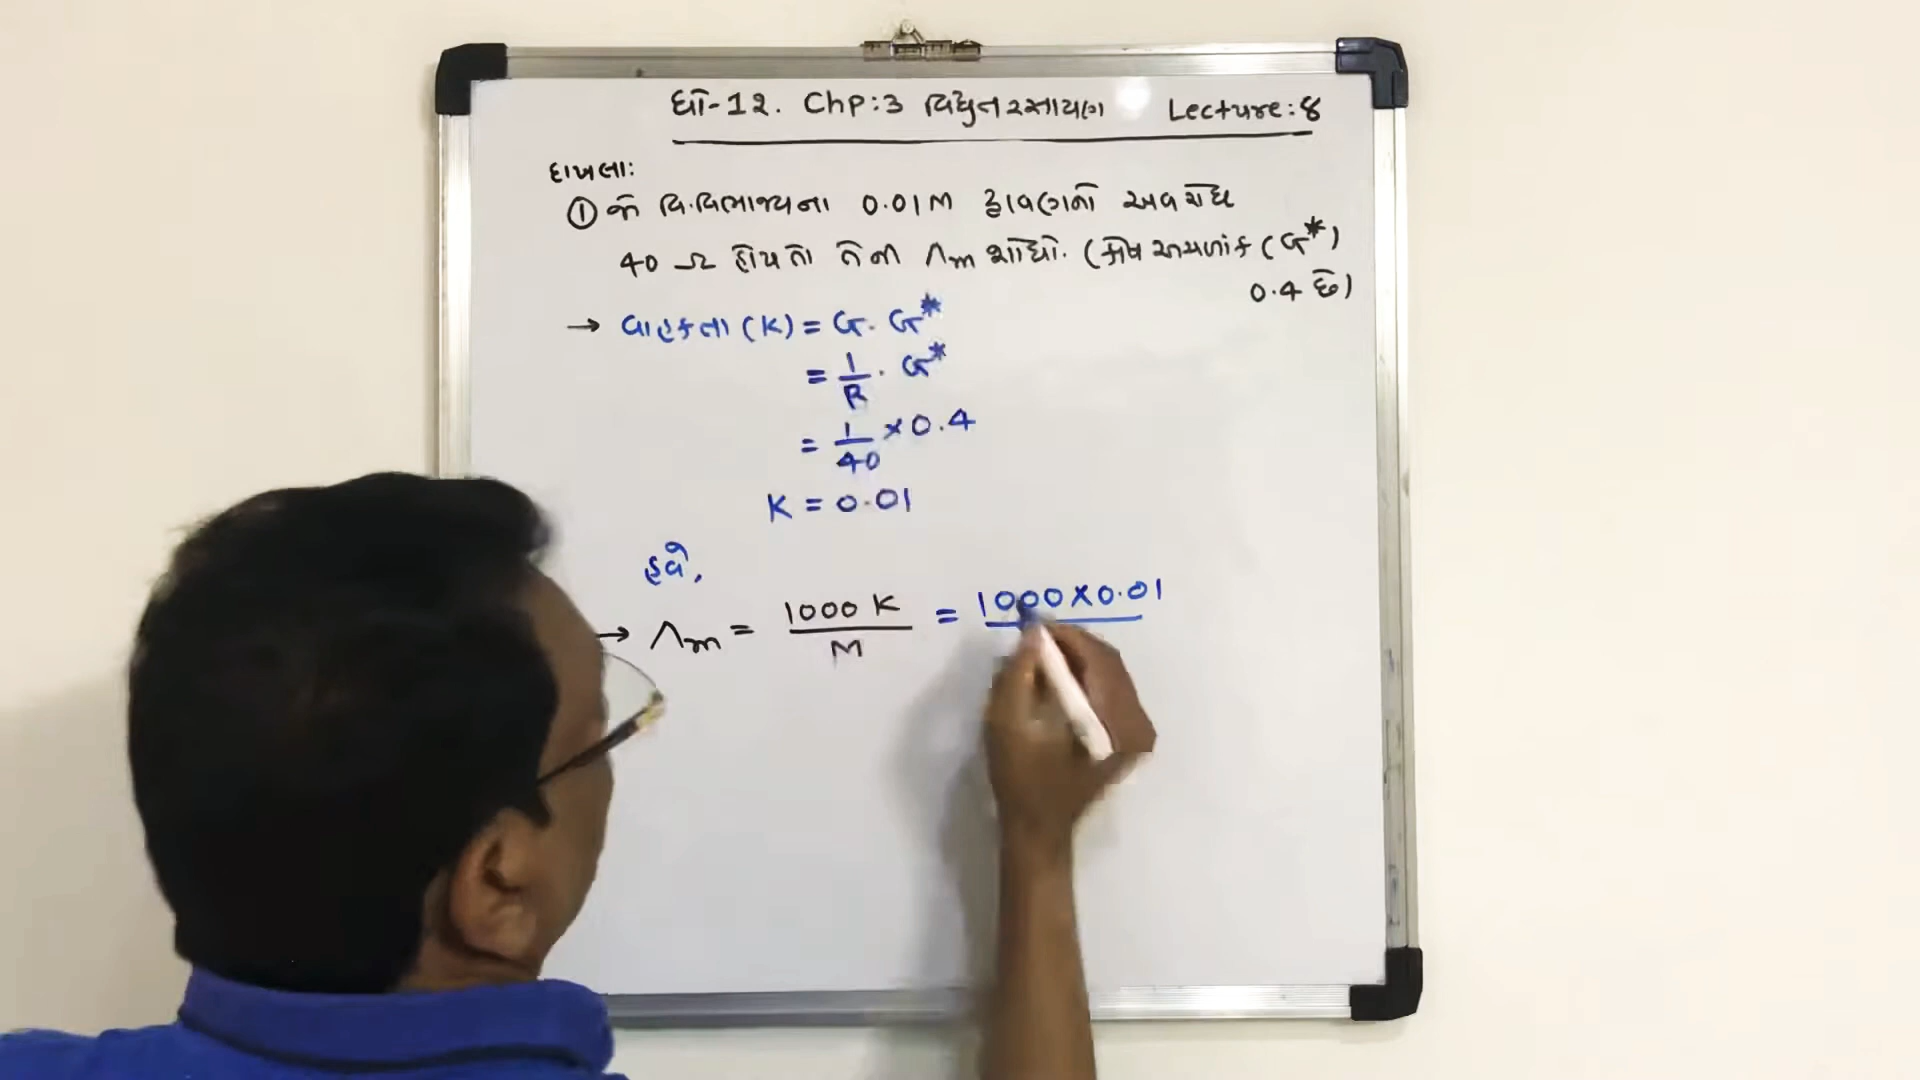 ધો-12. Chp:3 વિદ્યુતરસાયણ Lecture:8
દાખલા:
① જો વિ.વિભાજ્યના 0.01M દ્રાવણનો અવરોધ
40 Ω હોય તો તેની Λm શોધો. (કોષ અચળાંક (G*)
0.4 છે)
→ વાહકતા (K) = G. G*
= 1/R . G*
= 1/40 × 0.4
K = 0.01
હવે,
→ Λm = 1000 K / M = 1000 × 0.01